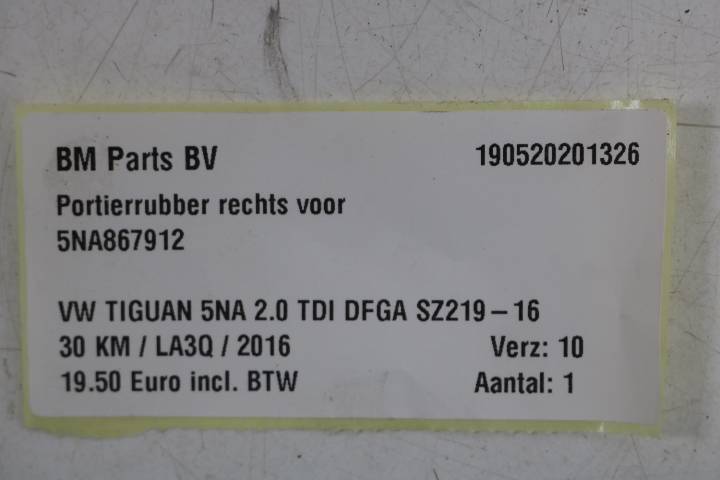 BM Parts BV 190520201326
Portierrubber rechts voor
5NA867912
VW TIGUAN 5NA 2.0 TDI DFGA SZ219-16
30 KM / LA3Q / 2016 Verz: 10
19.50 Euro incl. BTW Aantal: 1